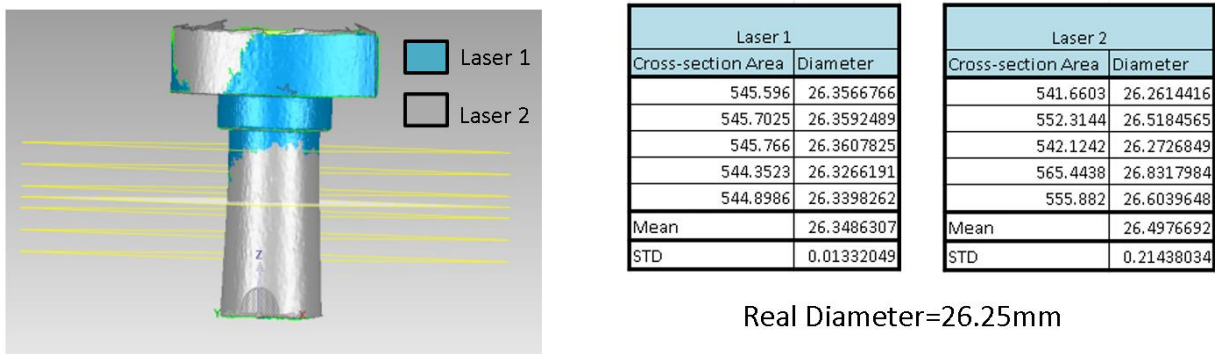 Laser 1
Laser 2
Z
Y
X
Laser 1
Cross-section Area Diameter
545.596 26.3566766
545.7025 26.3592489
545.766 26.3607825
544.3523 26.3266191
544.8986 26.3398262
Mean 26.3486307
STD 0.01332049
Laser 2
Cross-section Area Diameter
541.6603 26.2614416
552.3144 26.5184565
542.1242 26.2726849
565.4438 26.8317984
555.882 26.6039648
Mean 26.4976692
STD 0.21438034
Real Diameter=26.25mm